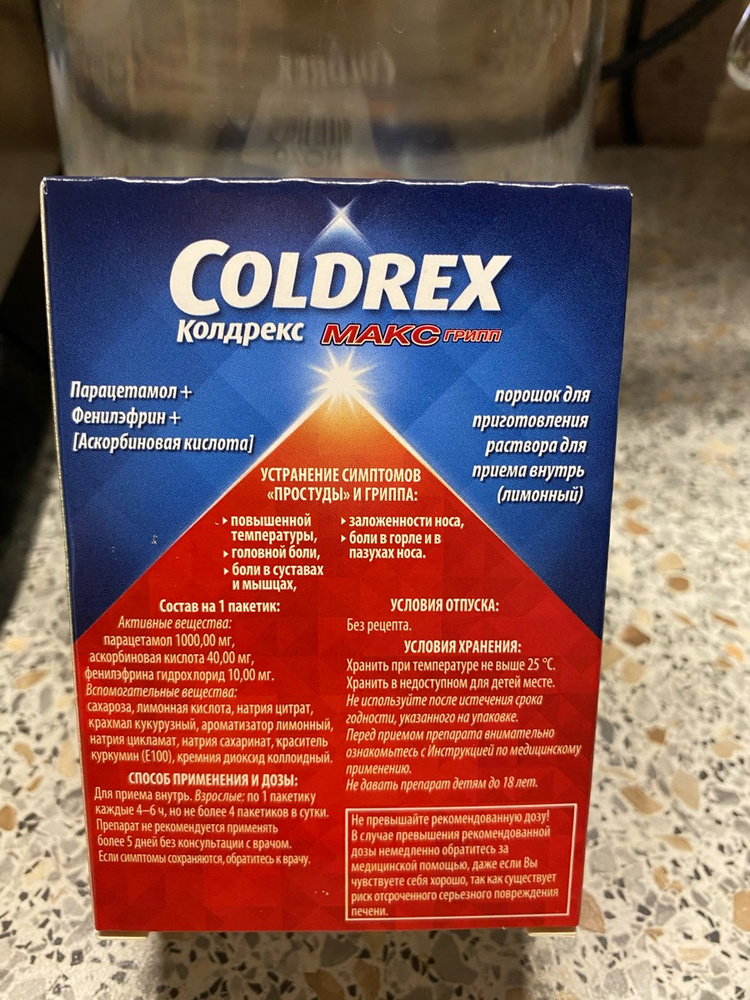 COLDREX
Колдрекс МАКС ГРИПП
Парацетамол +
Фенилэфрин +
[Аскорбиновая кислота]
порошок для
приготовления
раствора для
приема внутрь
(лимонный)
УСТРАНЕНИЕ СИМПТОМОВ
«ПРОСТУДЫ» И ГРИППА:
повышенной
температуры,
головной боли,
боли в суставах
и мышцах,
заложенности носа,
боли в горле и в
пазухах носа.
Состав на 1 пакетик:
Активные вещества:
парацетамол 1000,00 мг,
аскорбиновая кислота 40,00 мг,
фенилэфрина гидрохлорид 10,00 мг.
Вспомогательные вещества:
сахароза, лимонная кислота, натрия цитрат,
крахмал кукурузный, ароматизатор лимонный,
натрия цикламат, натрия сахаринат, краситель
куркумин (Е100), кремния диоксид коллоидный.
СПОСОБ ПРИМЕНЕНИЯ И ДОЗЫ:
Для приема внутрь. Взрослые: по 1 пакетику
каждые 4–6 ч, но не более 4 пакетиков в сутки.
Препарат не рекомендуется применять
более 5 дней без консультации с врачом.
Если симптомы сохраняются, обратитесь к врачу.
УСЛОВИЯ ОТПУСКА:
Без рецепта.
УСЛОВИЯ ХРАНЕНИЯ:
Хранить при температуре не выше 25 °C.
Хранить в недоступном для детей месте.
Не используйте после истечения срока
годности, указанного на упаковке.
Перед приемом препарата внимательно
ознакомьтесь с Инструкцией по медицинскому
применению.
Не давать препарат детям до 18 лет.
Не превышайте рекомендованную дозу!
В случае превышения рекомендованной
дозы немедленно обратитесь за
медицинской помощью, даже если Вы
чувствуете себя хорошо, так как существует
риск отсроченного серьезного повреждения
печени.